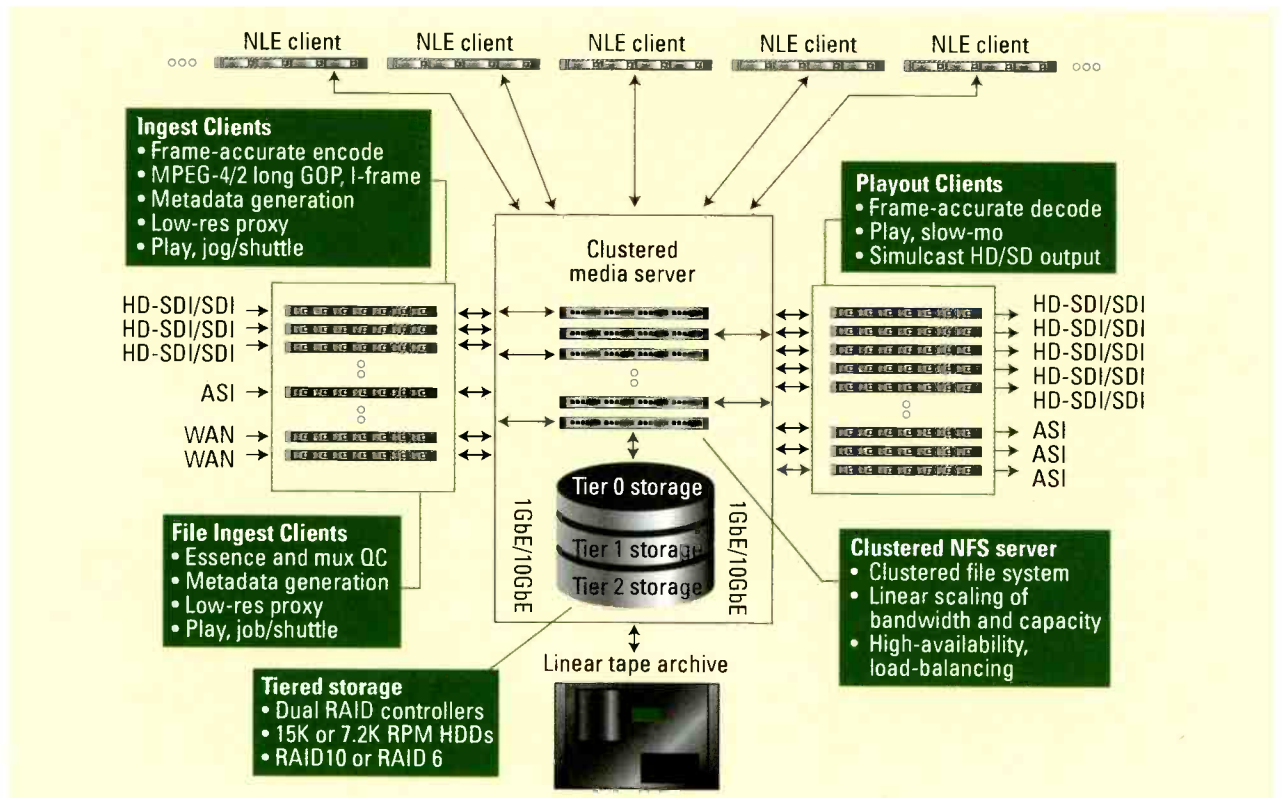 NLE client
NLE client
NLE client
NLE client
NLE client
Ingest Clients
• Frame-accurate encode
• MPEG-4/2 long GOP, I-frame
• Metadata generation
• Low-res proxy
• Play, jog/shuttle
Playout Clients
• Frame-accurate decode
• Play, slow-mo
• Simulcast HD/SD output
Clustered
media server
HD-SDI/SDI
HD-SDI/SDI
HD-SDI/SDI
ASI
WAN
WAN
HD-SDI/SDI
HD-SDI/SDI
HD-SDI/SDI
HD-SDI/SDI
HD-SDI/SDI
ASI
ASI
ASI
Tier 0 storage
Tier 1 storage
Tier 2 storage
1GbE/10GbE
1GbE/10GbE
File Ingest Clients
• Essence and mux QC
• Metadata generation
• Low-res proxy
• Play, job/shuttle
Clustered NFS server
• Clustered file system
• Linear scaling of
bandwidth and capacity
• High-availability,
load-balancing
Linear tape archive
Tiered storage
• Dual RAID controllers
• 15K or 7.2K RPM HDDs
• RAID10 or RAID 6